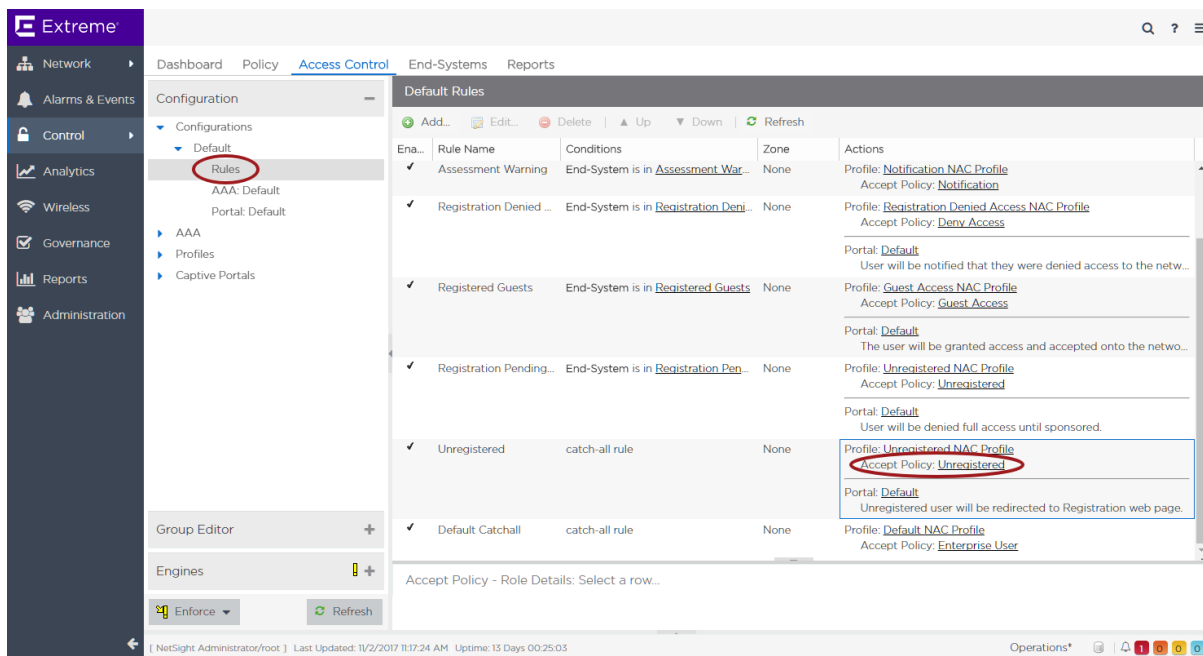 Extreme
Network
Alarms & Events
Control
Analytics
Wireless
Governance
Reports
Administration
Dashboard Policy Access Control End-Systems Reports
Configuration
Configurations
Default
Rules
AAA: Default
Portal: Default
AAA
Profiles
Captive Portals
Group Editor
Engines
Enforce
Refresh
Default Rules
Add... Edit... Delete Up Down Refresh
Ena... Rule Name Conditions Zone Actions
Assessment Warning End-System is in Assessment War... None Profile: Notification NAC Profile
Accept Policy: Notification
Registration Denied ... End-System is in Registration Deni... None Profile: Registration Denied Access NAC Profile
Accept Policy: Deny Access
Portal: Default
User will be notified that they were denied access to the netw...
Registered Guests End-System is in Registered Guests None Profile: Guest Access NAC Profile
Accept Policy: Guest Access
Portal: Default
The user will be granted access and accepted onto the netwo...
Registration Pending... End-System is in Registration Pen... None Profile: Unregistered NAC Profile
Accept Policy: Unregistered
Portal: Default
User will be denied full access until sponsored.
Unregistered catch-all rule None Profile: Unregistered NAC Profile
Accept Policy: Unregistered
Portal: Default
Unregistered user will be redirected to Registration web page.
Default Catchall catch-all rule None Profile: Default NAC Profile
Accept Policy: Enterprise User
Accept Policy - Role Details: Select a row...
[ NetSight Administrator/root ] Last Updated: 11/2/2017 11:17:24 AM Uptime: 13 Days 00:25:03 Operations* 1 0 0 0